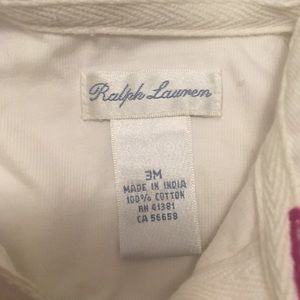 Ralph Lauren
3M
MADE IN INDIA
100% COTTON
RN 41381
CA 56658